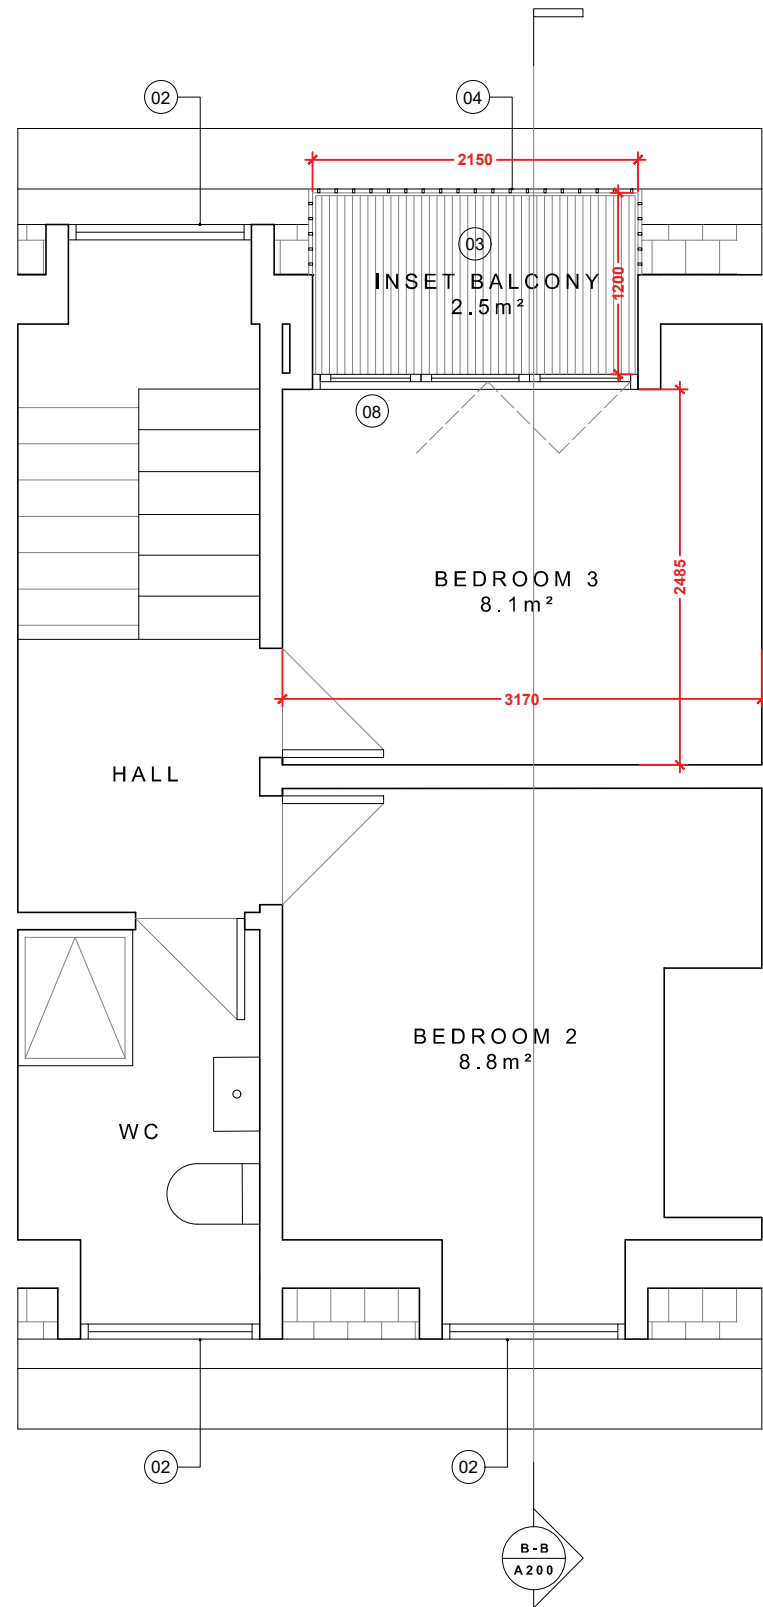 02
04
2150
03
INSET BALCONY
2.5m²
1200
08
BEDROOM 3
8.1m²
2485
3170
HALL
BEDROOM 2
8.8m²
WC
02
02
B-B
A200